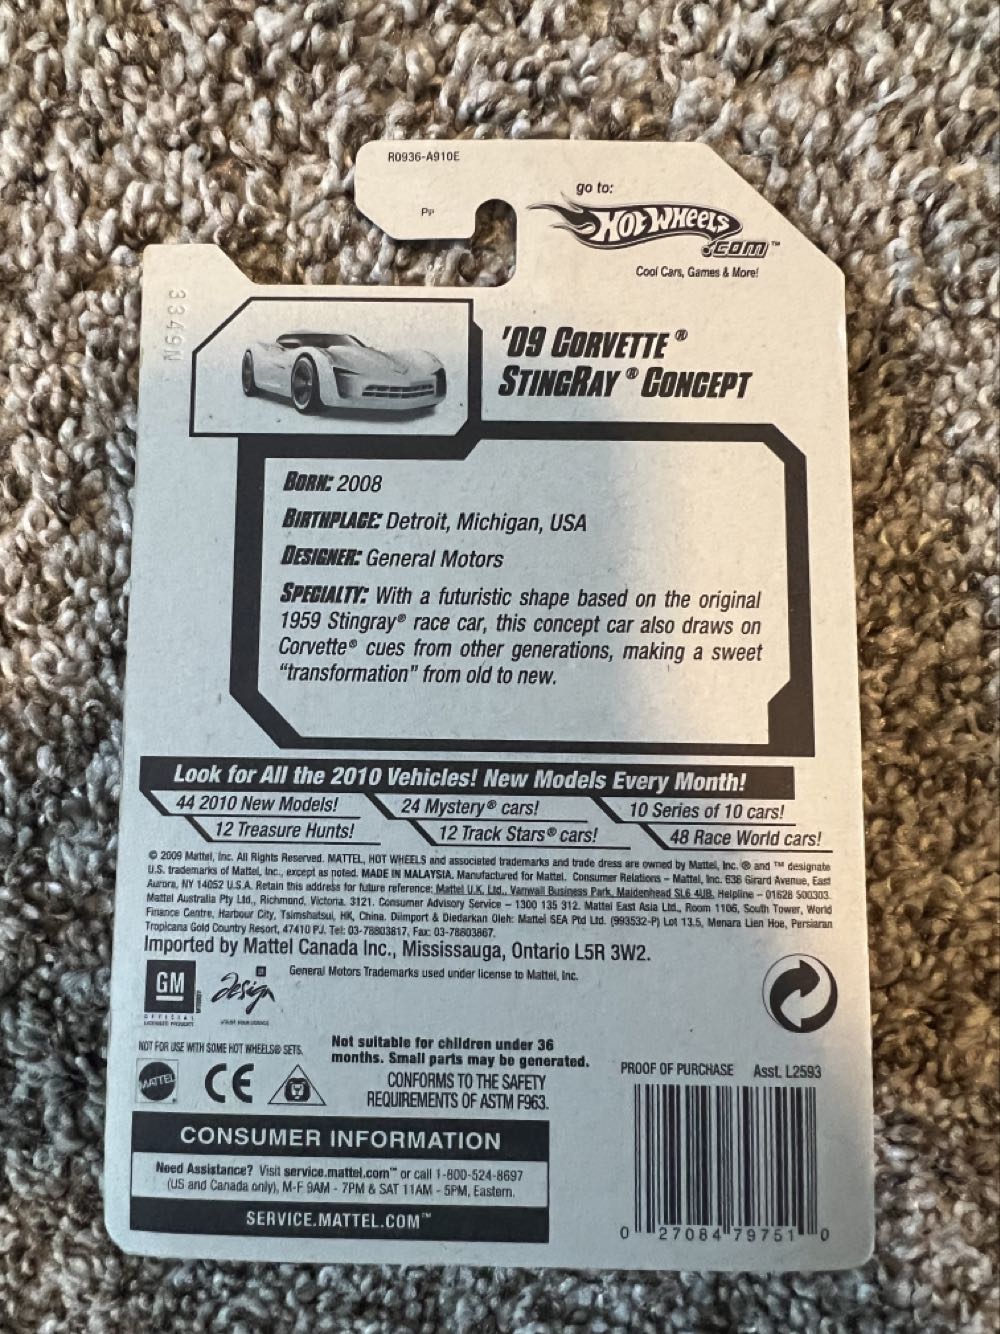 R0936-A910E
go to:
Pr
HOT WHEELS
.COM™
Cool Cars, Games & More!
3349N
'09 CORVETTE®
STINGRAY® CONCEPT
BORN: 2008
BIRTHPLACE: Detroit, Michigan, USA
DESIGNER: General Motors
SPECIALTY: With a futuristic shape based on the original
1959 Stingray® race car, this concept car also draws on
Corvette® cues from other generations, making a sweet
"transformation" from old to new.
Look for All the 2010 Vehicles! New Models Every Month!
44 2010 New Models! 24 Mystery® cars! 10 Series of 10 cars!
12 Treasure Hunts! 12 Track Stars® cars! 48 Race World cars!
© 2009 Mattel, Inc. All Rights Reserved. MATTEL, HOT WHEELS and associated trademarks and trade dress are owned by Mattel, Inc. ® and ™ designate
U.S. trademarks of Mattel, Inc., except as noted. MADE IN MALAYSIA. Manufactured for Mattel. Consumer Relations – Mattel, Inc. 636 Girard Avenue, East
Aurora, NY 14052 U.S.A. Retain this address for future reference: Mattel U.K. Ltd., Vanwall Business Park, Maidenhead SL6 4UB. Helpline – 01628 500303.
Mattel Australia Pty Ltd., Richmond, Victoria. 3121. Consumer Advisory Service – 1300 135 312. Mattel East Asia Ltd., Room 1106, South Tower, World
Finance Centre, Harbour City, Tsimshatsui, HK, China. Diimport & Diedarkan Oleh: Mattel SEA Ptd Ltd. (993532-P) Lot 13.5, Menara Lien Hoe, Persiaran
Tropicana Gold Country Resort, 47410 PJ. Tel: 03-78803817, Fax: 03-78803867.
Imported by Mattel Canada Inc., Mississauga, Ontario L5R 3W2.
GM
OFFICIAL
LICENSED PRODUCT
GM
design
General Motors Trademarks used under license to Mattel, Inc.
NOT FOR USE WITH SOME HOT WHEELS® SETS.
Not suitable for children under 36
months. Small parts may be generated.
CONFORMS TO THE SAFETY
REQUIREMENTS OF ASTM F963.
MATTEL
CE
PROOF OF PURCHASE Asst. L2593
CONSUMER INFORMATION
Need Assistance? Visit service.mattel.com™ or call 1-800-524-8697
(US and Canada only), M-F 9AM - 7PM & SAT 11AM - 5PM, Eastern.
SERVICE.MATTEL.COM™
0 27084 79751 0